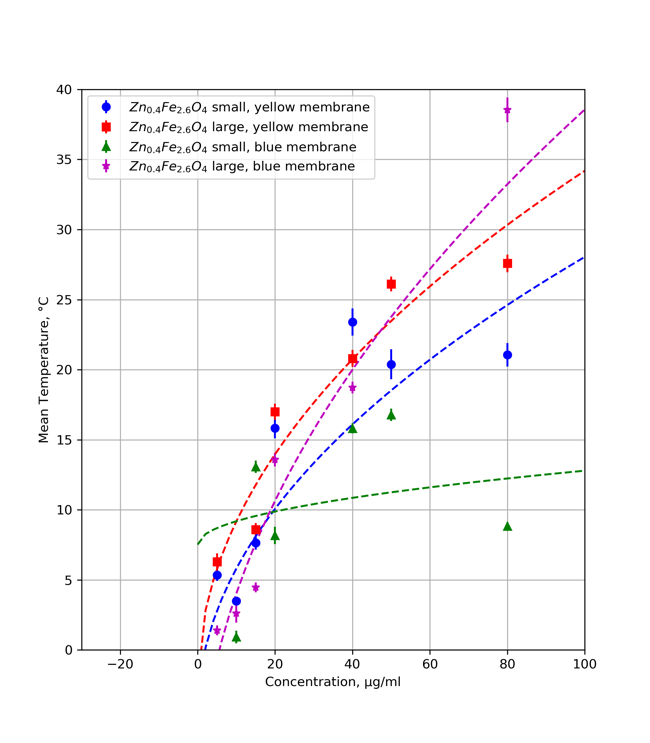 40
35
30
25
20
15
10
5
0
Mean Temperature, °C
Zn₀.₄Fe₂.₆O₄ small, yellow membrane
Zn₀.₄Fe₂.₆O₄ large, yellow membrane
Zn₀.₄Fe₂.₆O₄ small, blue membrane
Zn₀.₄Fe₂.₆O₄ large, blue membrane
−20 0 20 40 60 80 100
Concentration, μg/ml